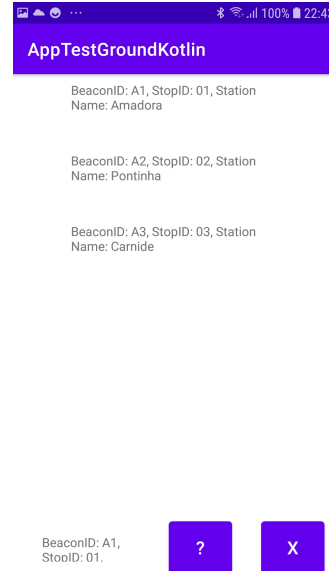 100% 22:43
AppTestGroundKotlin
BeaconID: A1, StopID: 01, Station
Name: Amadora
BeaconID: A2, StopID: 02, Station
Name: Pontinha
BeaconID: A3, StopID: 03, Station
Name: Carnide
BeaconID: A1,
StopID: 01,
?
X